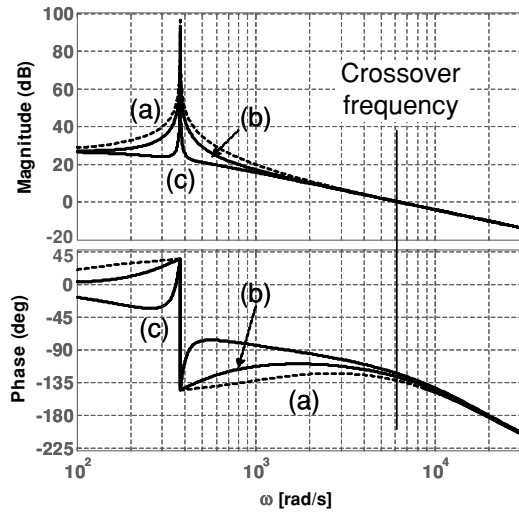 100
80
60
40
20
0
-20
Magnitude (dB)
(a)
(b)
(c)
Crossover
frequency
45
0
-45
-90
-135
-180
-225
Phase (deg)
(c)
(b)
(a)
10²
10³
10⁴
ω [rad/s]